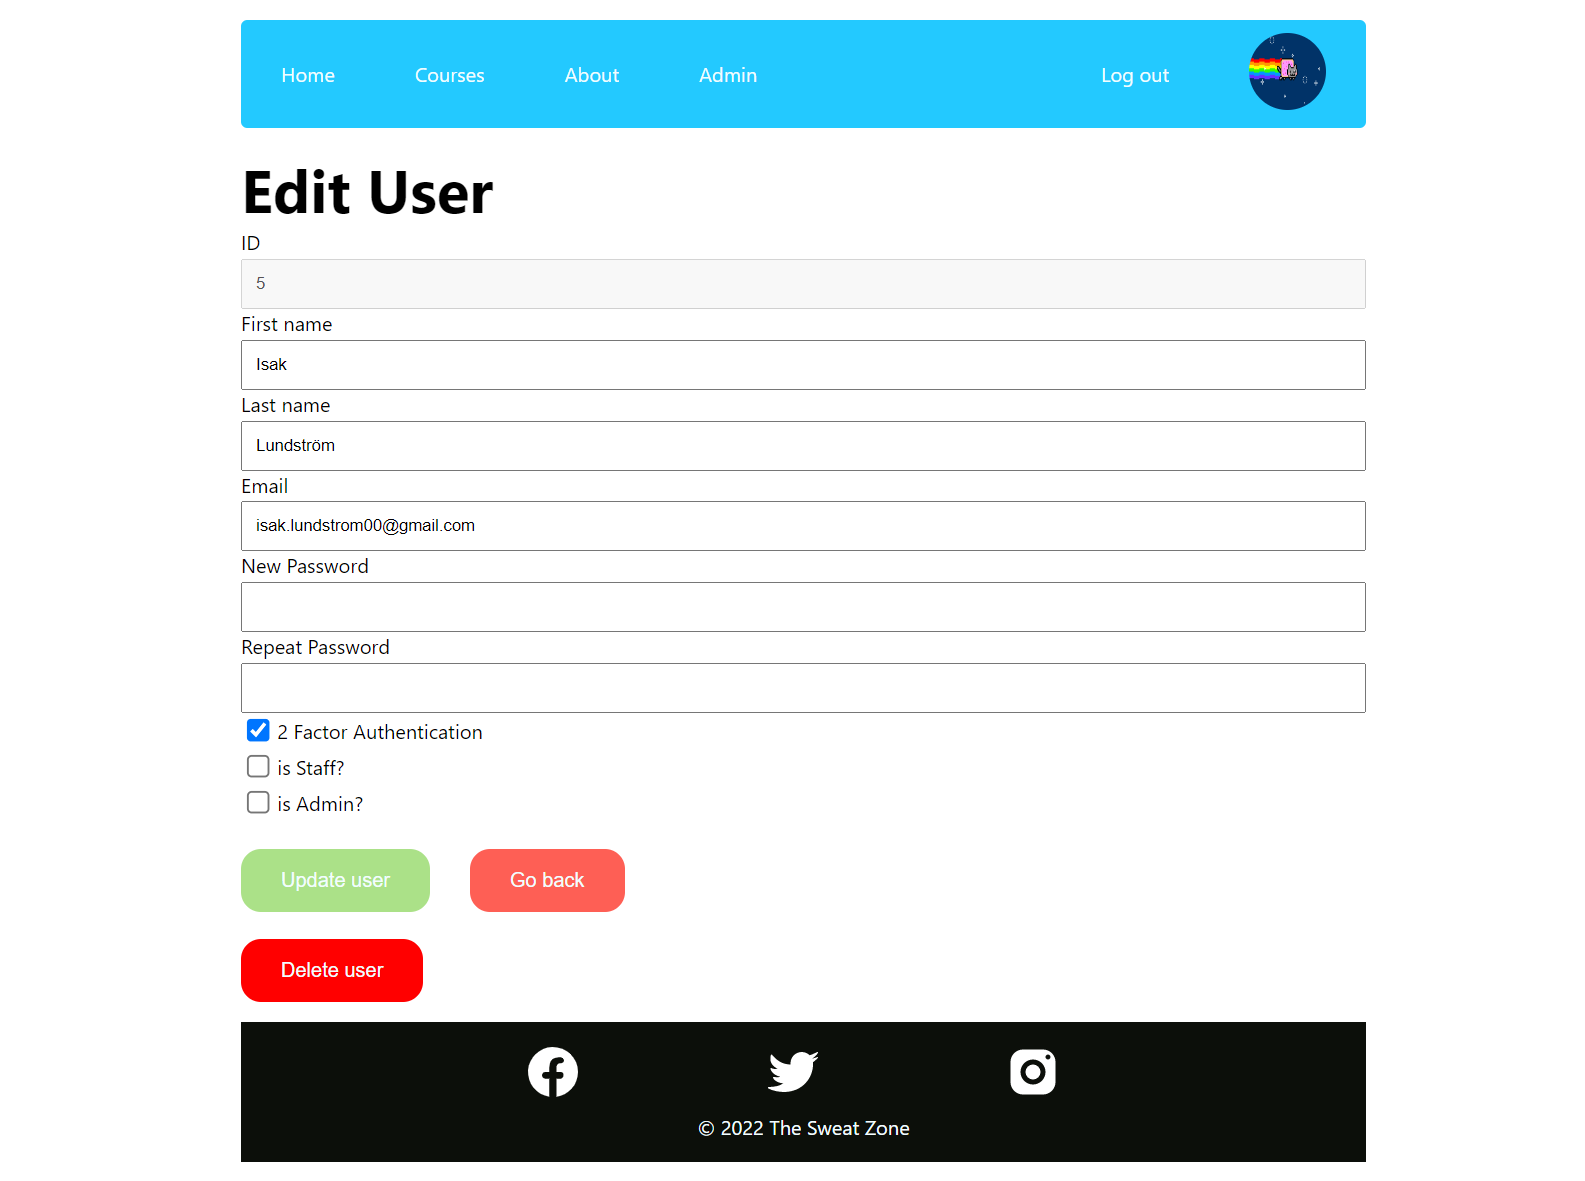 Home Courses About Admin Log out
Edit User
ID
5
First name
Isak
Last name
Lundström
Email
isak.lundstrom00@gmail.com
New Password
Repeat Password
2 Factor Authentication
is Staff?
is Admin?
Update user Go back
Delete user
© 2022 The Sweat Zone